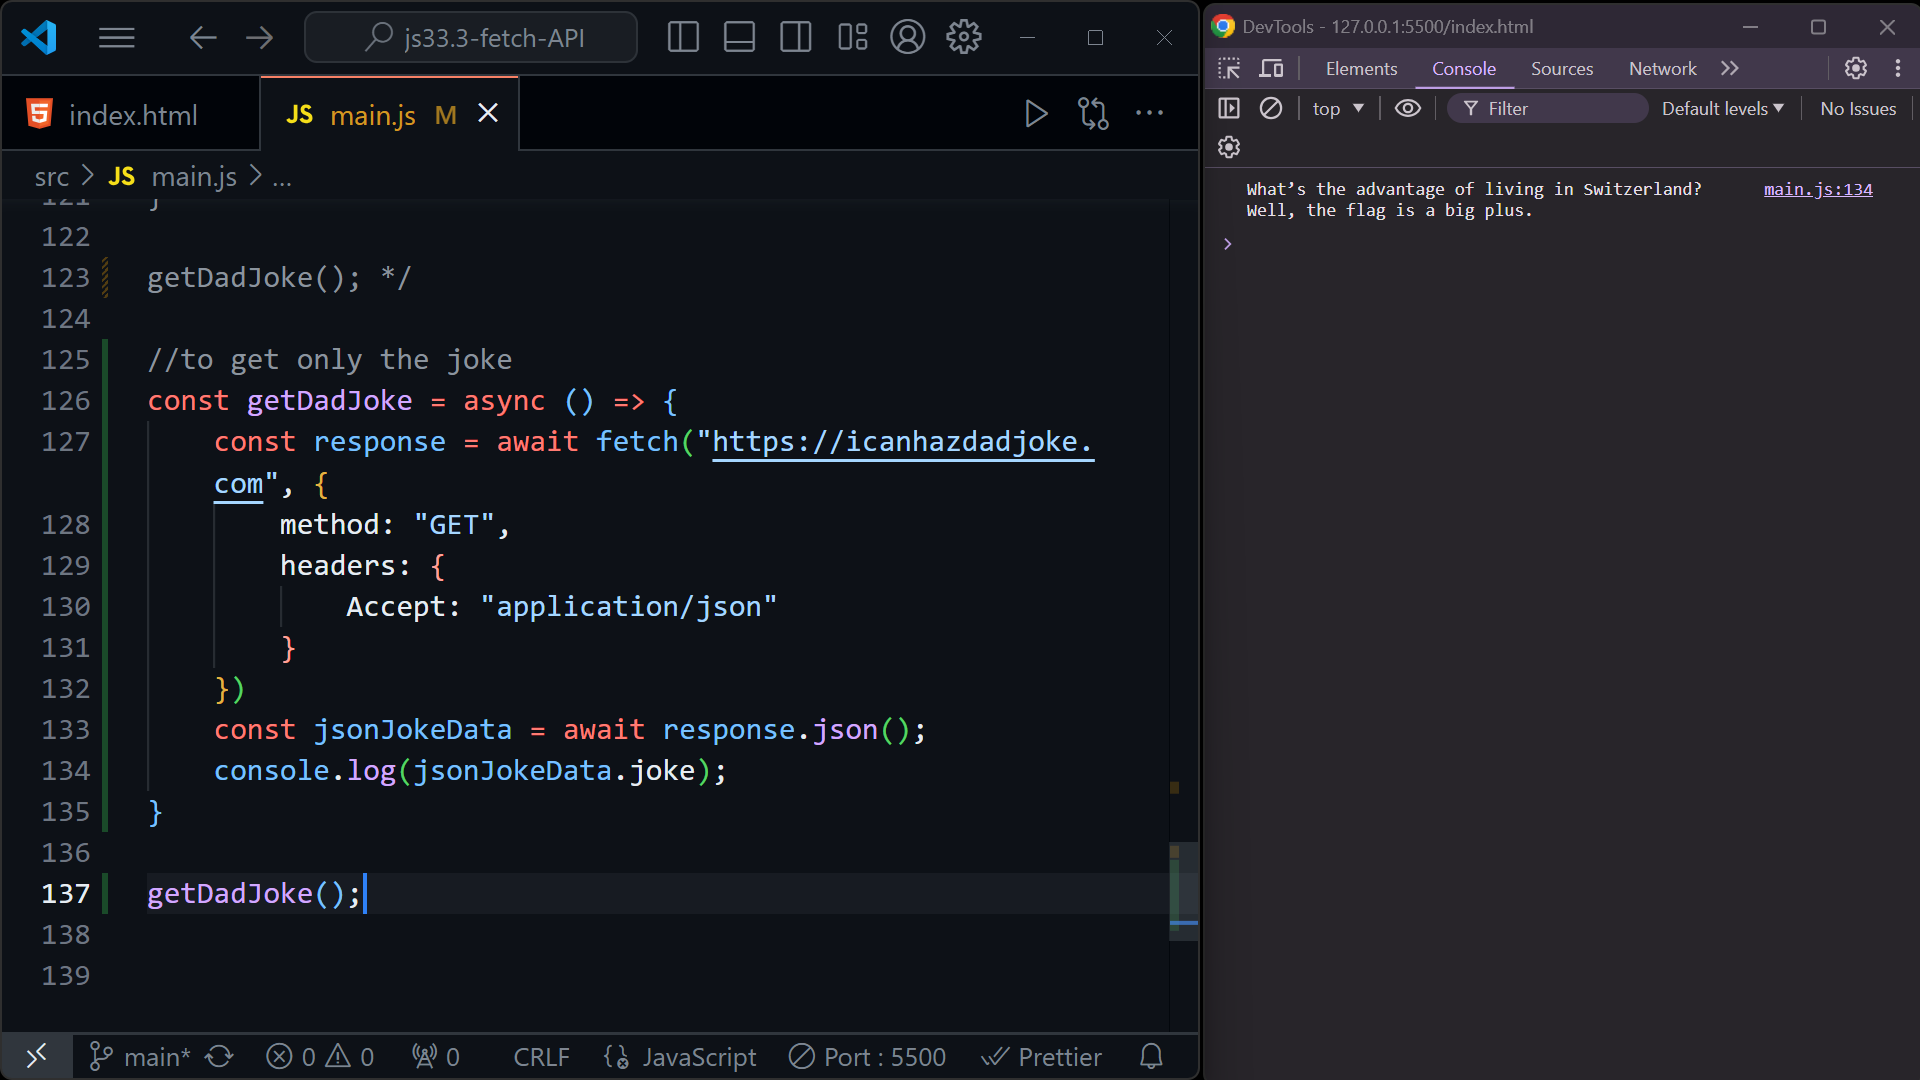 js33.3-fetch-API
index.html
JS main.js M
src > JS main.js > ...
121 }
122
123 getDadJoke(); */
124
125 //to get only the joke
126 const getDadJoke = async () => {
127 const response = await fetch("https://icanhazdadjoke.
com", {
128 method: "GET",
129 headers: {
130 Accept: "application/json"
131 }
132 })
133 const jsonJokeData = await response.json();
134 console.log(jsonJokeData.joke);
135 }
136
137 getDadJoke();
138
139
main* 0 0 0 CRLF JavaScript Port : 5500 Prettier
DevTools - 127.0.0.1:5500/index.html
Elements Console Sources Network
top Filter Default levels No Issues
What’s the advantage of living in Switzerland? main.js:134
Well, the flag is a big plus.